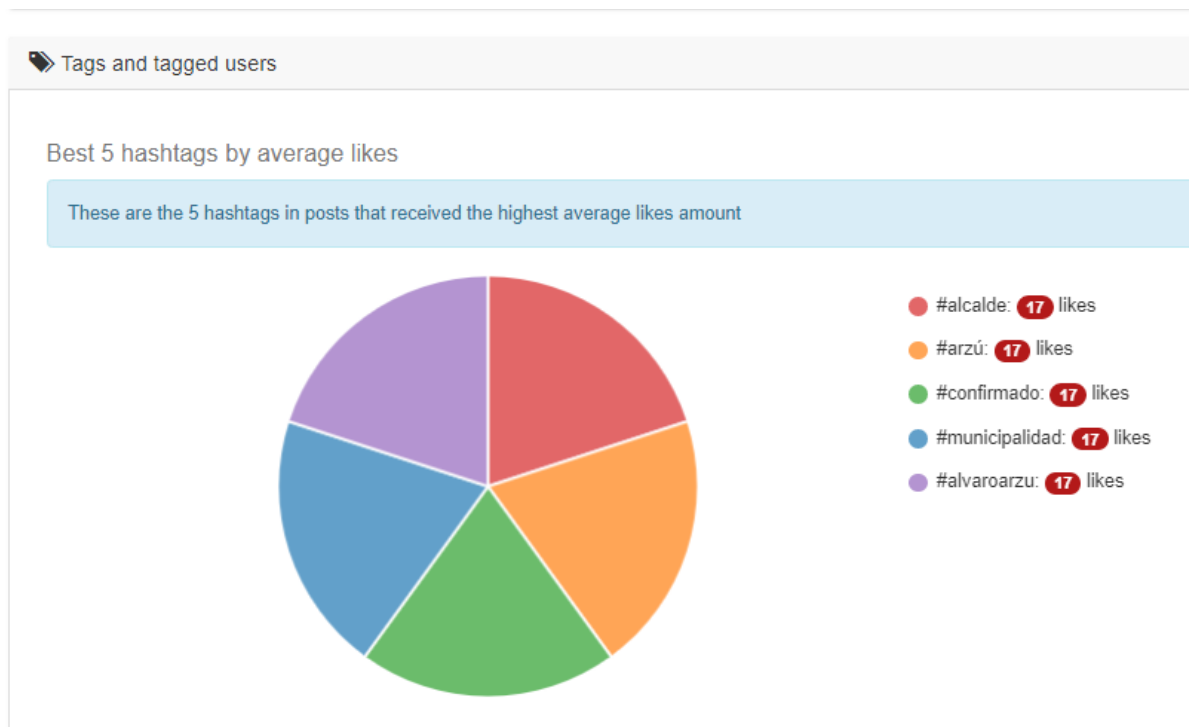 Tags and tagged users
Best 5 hashtags by average likes
These are the 5 hashtags in posts that received the highest average likes amount
#alcalde: 17 likes
#arzú: 17 likes
#confirmado: 17 likes
#municipalidad: 17 likes
#alvaroarzu: 17 likes